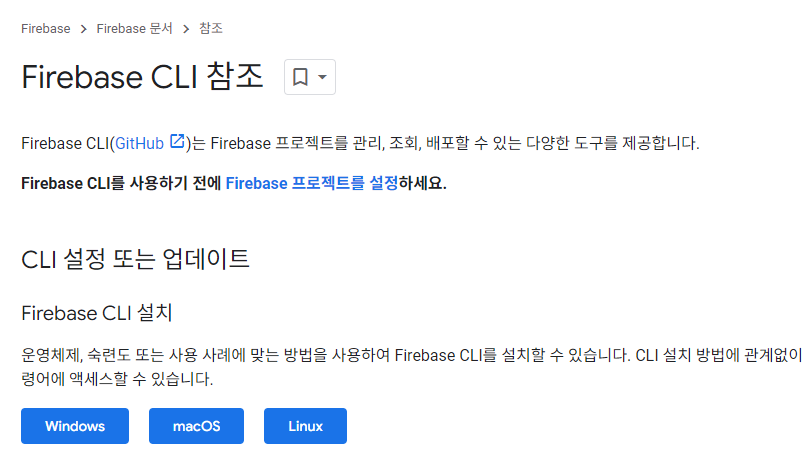 Firebase > Firebase 문서 > 참조
Firebase CLI 참조
Firebase CLI(GitHub)는 Firebase 프로젝트를 관리, 조회, 배포할 수 있는 다양한 도구를 제공합니다.
Firebase CLI를 사용하기 전에 Firebase 프로젝트를 설정하세요.
CLI 설정 또는 업데이트
Firebase CLI 설치
운영체제, 숙련도 또는 사용 사례에 맞는 방법을 사용하여 Firebase CLI를 설치할 수 있습니다. CLI 설치 방법에 관계없이
령어에 액세스할 수 있습니다.
Windows macOS Linux